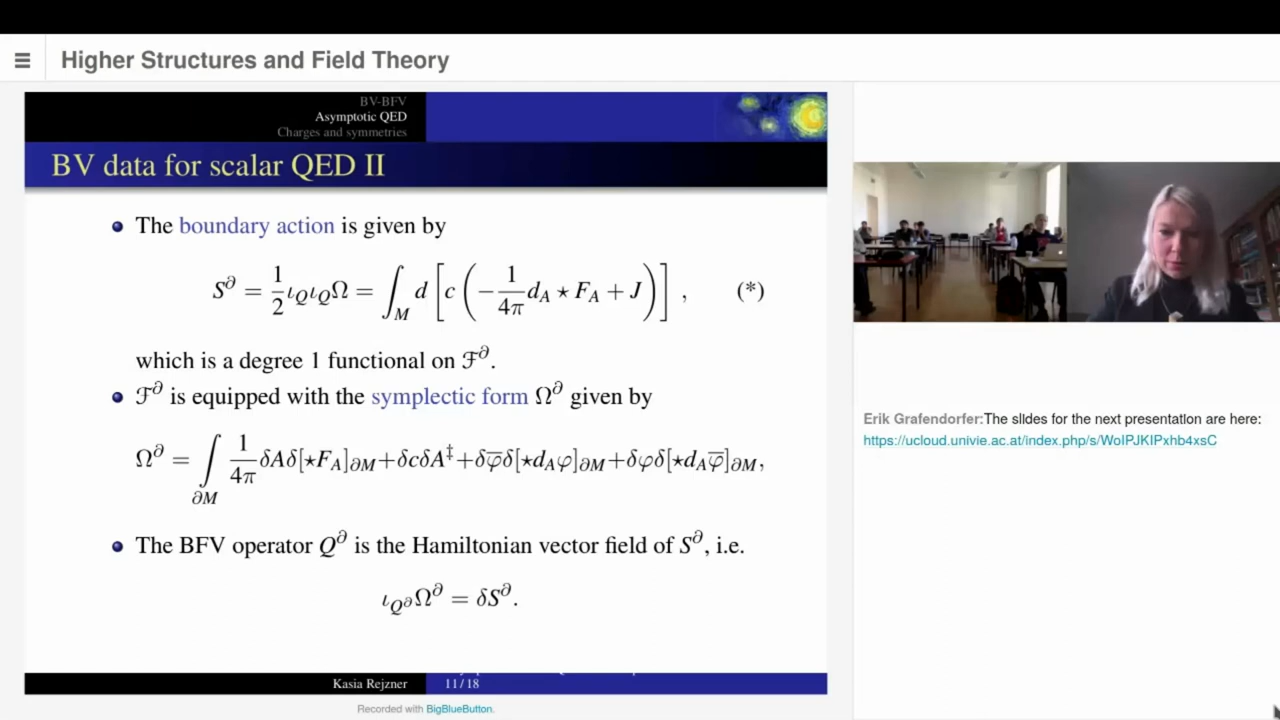 ☰ Higher Structures and Field Theory
BV-BFV
Asymptotic QED
Charges and symmetries
BV data for scalar QED II
• The boundary action is given by
S^∂ = 1/2 ι_Q ι_Q Ω = ∫_M d [ c ( − 1/4π d_A ⋆ F_A + J ) ] , (*)
which is a degree 1 functional on ℱ^∂.
• ℱ^∂ is equipped with the symplectic form Ω^∂ given by
Ω^∂ = ∫_∂M 1/4π δAδ[⋆F_A]_∂M + δcδA^‡ + δφ̅δ[⋆d_Aφ]_∂M + δφδ[⋆d_Aφ̅]_∂M,
• The BFV operator Q^∂ is the Hamiltonian vector field of S^∂, i.e.
ι_Q^∂ Ω^∂ = δS^∂.
Kasia Rejzner
11 / 18
Recorded with BigBlueButton.
Erik Grafendorfer:The slides for the next presentation are here:
https://ucloud.univie.ac.at/index.php/s/WoIPJKIPxhb4xsC